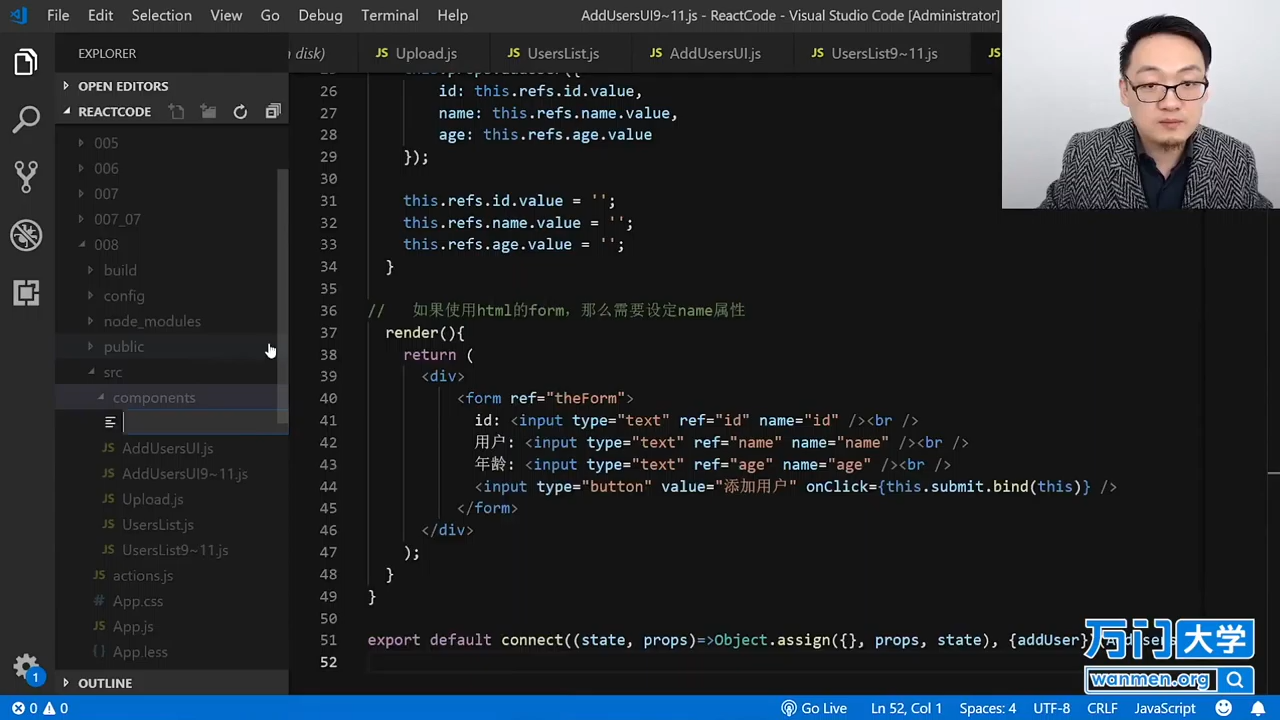 File Edit Selection View Go Debug Terminal Help AddUsersUI9~11.js - ReactCode - Visual Studio Code [Administrator]
EXPLORER
disk) Upload.js UsersList.js AddUsersUI.js UsersList9~11.js
OPEN EDITORS
REACTCODE
005
006
007
007_07
008
build
config
node_modules
public
src
components
AddUsersUI.js
AddUsersUI9~11.js
Upload.js
UsersList.js
UsersList9~11.js
actions.js
App.css
App.js
App.less
OUTLINE
26 id: this.refs.id.value,
27 name: this.refs.name.value,
28 age: this.refs.age.value
29 });
30
31 this.refs.id.value = '';
32 this.refs.name.value = '';
33 this.refs.age.value = '';
34 }
35
36 // 如果使用html的form，那么需要设定name属性
37 render(){
38 return (
39 <div>
40 <form ref="theForm">
41 id: <input type="text" ref="id" name="id" /><br />
42 用户: <input type="text" ref="name" name="name" /><br />
43 年龄: <input type="text" ref="age" name="age" /><br />
44 <input type="button" value="添加用户" onClick={this.submit.bind(this)} />
45 </form>
46 </div>
47 );
48 }
49 }
50
51 export default connect((state, props)=>Object.assign({}, props, state), {addUser})
52
万门大学
wanmen.org
1
0 0 Go Live Ln 52, Col 1 Spaces: 4 UTF-8 CRLF JavaScript